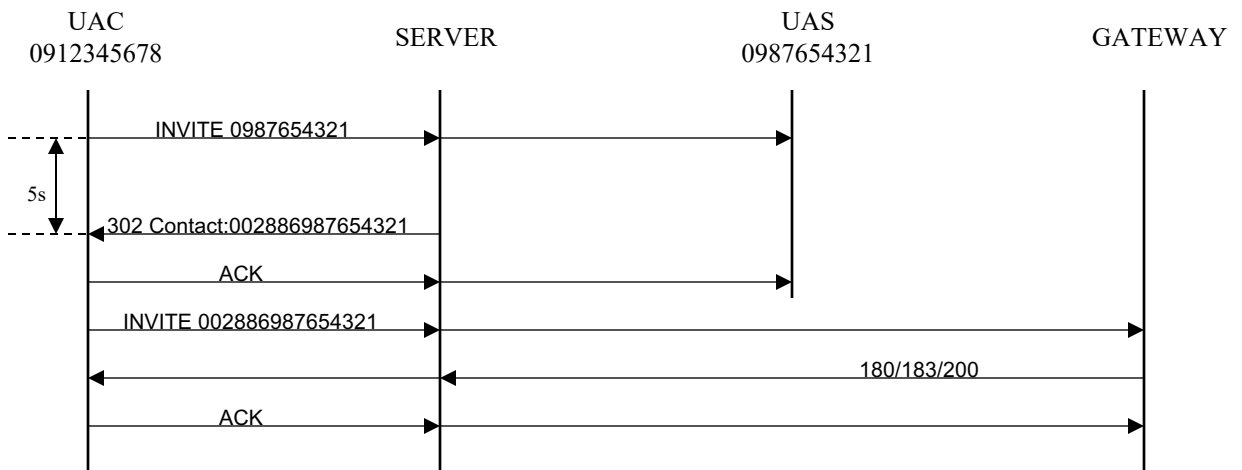 UAC
0912345678
SERVER
UAS
0987654321
GATEWAY
INVITE 0987654321
5s
302 Contact:002886987654321
ACK
INVITE 002886987654321
180/183/200
ACK